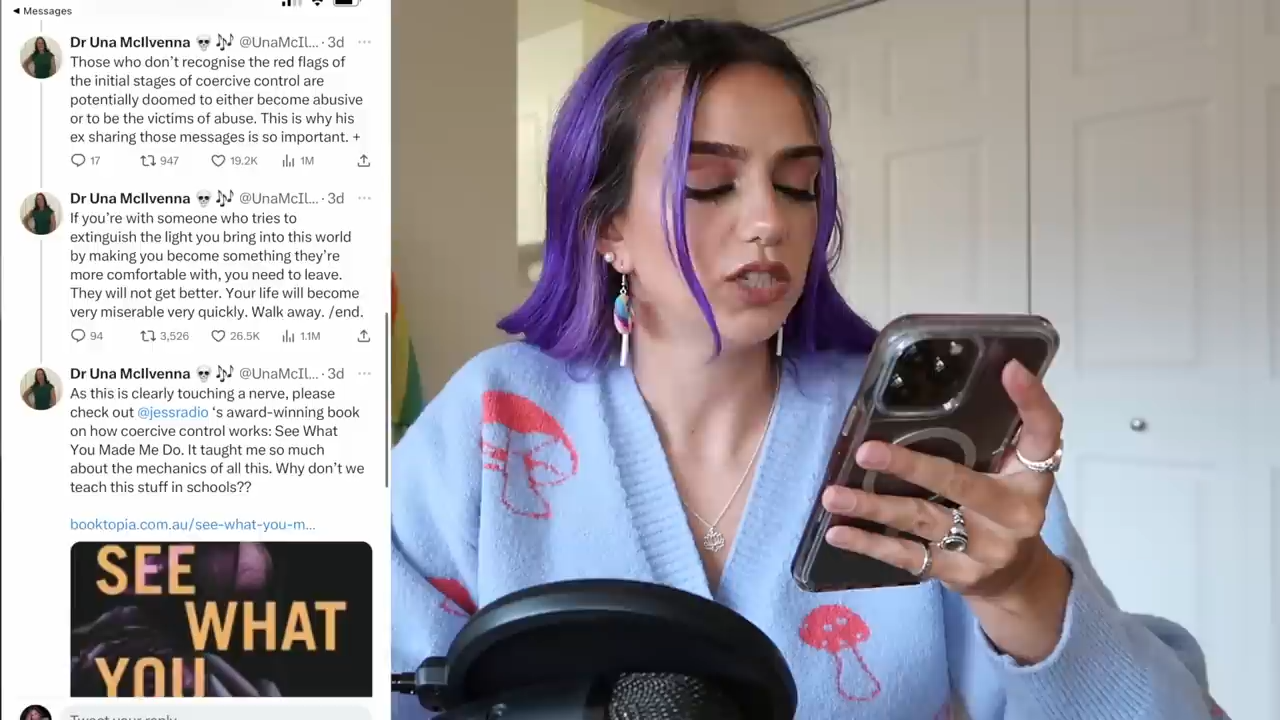 ◄ Messages
Dr Una McIlvenna 💀 🎶 @UnaMcIl... · 3d ···
Those who don't recognise the red flags of
the initial stages of coercive control are
potentially doomed to either become abusive
or to be the victims of abuse. This is why his
ex sharing those messages is so important. +
17 947 19.2K 1M
Dr Una McIlvenna 💀 🎶 @UnaMcIl... · 3d ···
If you're with someone who tries to
extinguish the light you bring into this world
by making you become something they're
more comfortable with, you need to leave.
They will not get better. Your life will become
very miserable very quickly. Walk away. /end.
94 3,526 26.5K 1.1M
Dr Una McIlvenna 💀 🎶 @UnaMcIl... · 3d ···
As this is clearly touching a nerve, please
check out @jessradio 's award-winning book
on how coercive control works: See What
You Made Me Do. It taught me so much
about the mechanics of all this. Why don't we
teach this stuff in schools??
booktopia.com.au/see-what-you-m...
SEE
WHAT
YOU
Tweet your reply